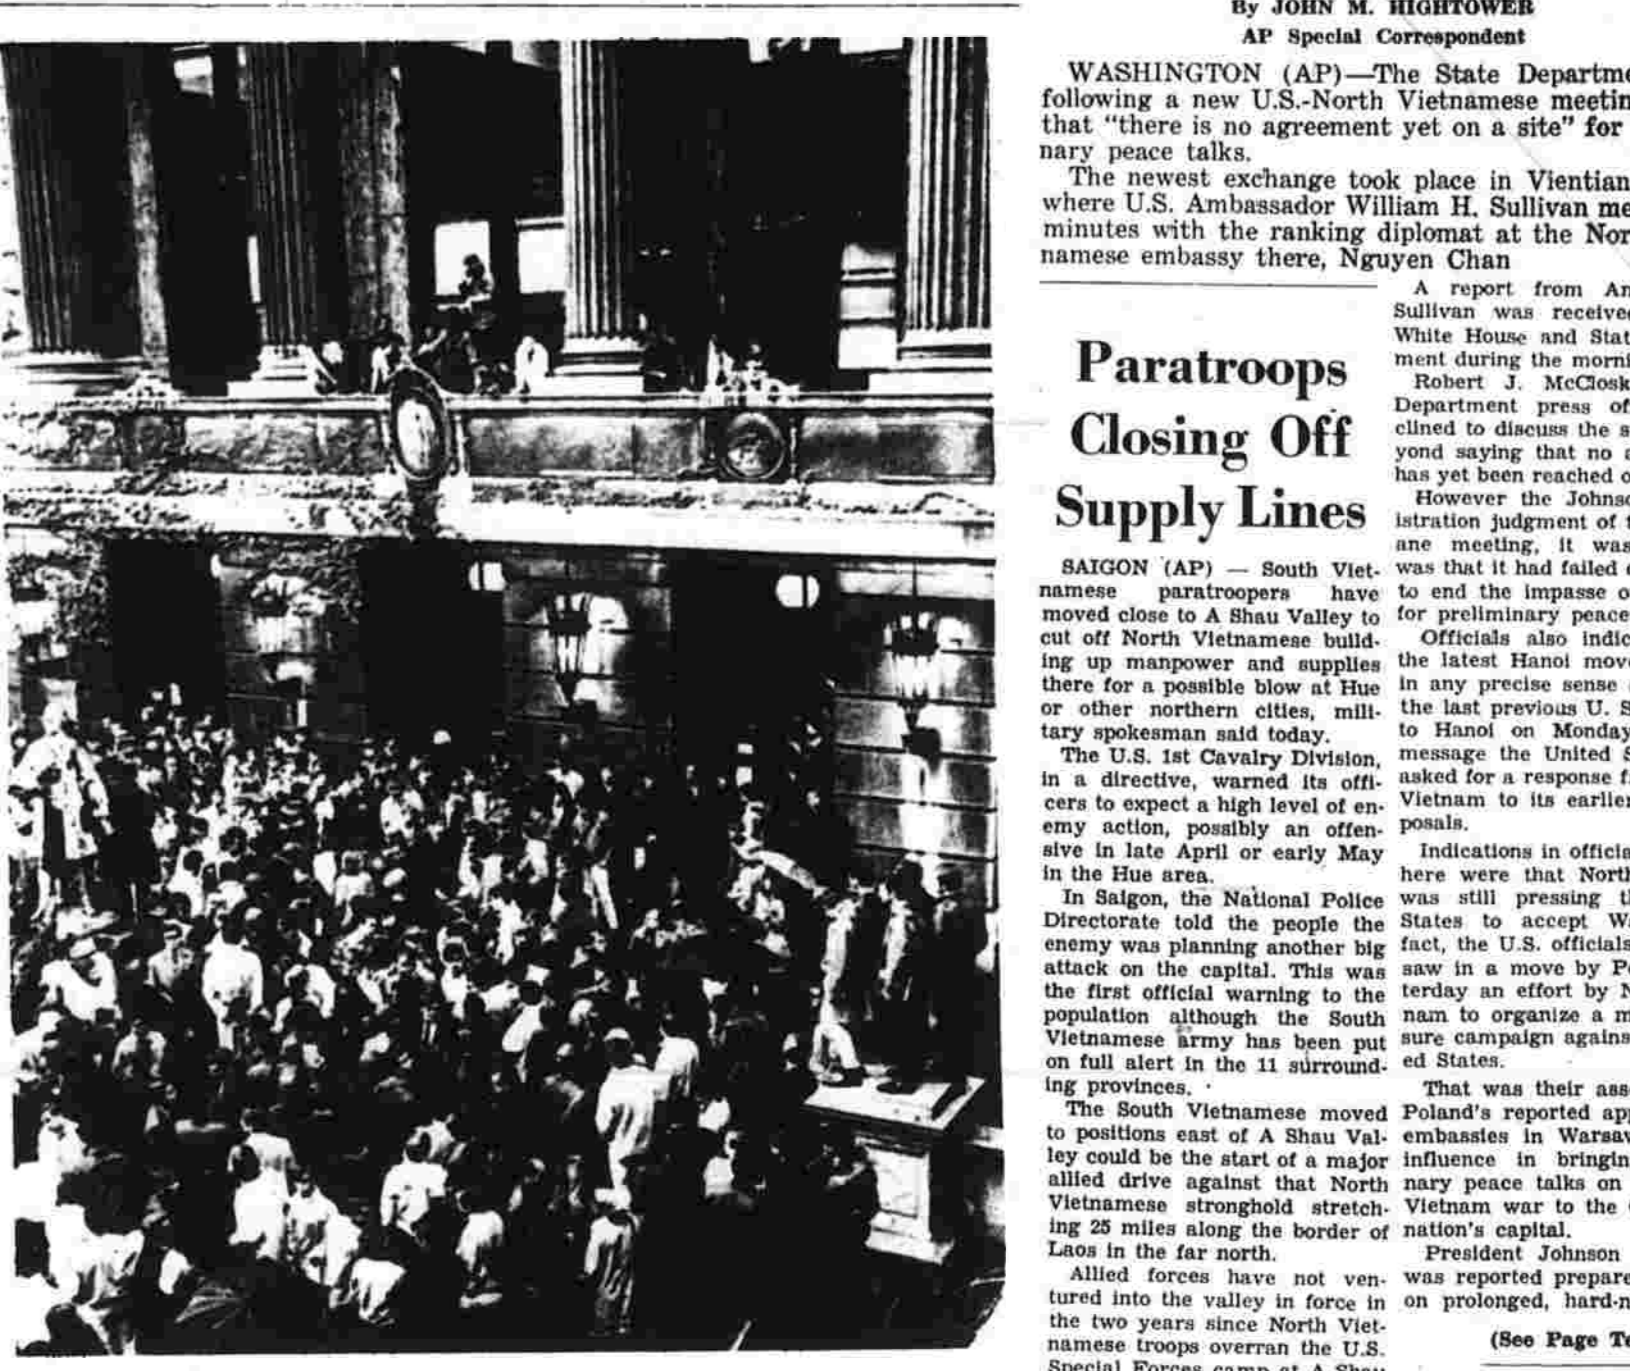 By JOHN M. HIGHTOWER
AP Special Correspondent
WASHINGTON (AP)—The State Departme
following a new U.S.-North Vietnamese meetin
that "there is no agreement yet on a site" for
nary peace talks.
The newest exchange took place in Vientian
where U.S. Ambassador William H. Sullivan me
minutes with the ranking diplomat at the Nor
namese embassy there, Nguyen Chan
Paratroops
Closing Off
Supply Lines
SAIGON (AP) — South Viet-
namese paratroopers have
moved close to A Shau Valley to
cut off North Vietnamese build-
ing up manpower and supplies
there for a possible blow at Hue
or other northern cities, mili-
tary spokesman said today.
The U.S. 1st Cavalry Division,
in a directive, warned its offi-
cers to expect a high level of en-
emy action, possibly an offen-
sive in late April or early May
in the Hue area.
In Saigon, the National Police
Directorate told the people the
enemy was planning another big
attack on the capital. This was
the first official warning to the
population although the South
Vietnamese army has been put
on full alert in the 11 surround-
ing provinces.
The South Vietnamese moved
to positions east of A Shau Val-
ley could be the start of a major
allied drive against that North
Vietnamese stronghold stretch-
ing 25 miles along the border of
Laos in the far north.
Allied forces have not ven-
tured into the valley in force in
the two years since North Viet-
namese troops overran the U.S.
Special Forces camp at A Shau
A report from Am
Sullivan was received
White House and Stat
ment during the morni
Robert J. McClosk
Department press of
clined to discuss the s
yond saying that no a
has yet been reached o
However the Johnso
istration judgment of t
ane meeting, it was
was that it had failed
to end the impasse o
for preliminary peace
Officials also indic
the latest Hanoi move
in any precise sense
the last previous U. S
to Hanoi on Monday
message the United S
asked for a response f
Vietnam to its earlier
posals.
Indications in officia
here were that North
was still pressing t
States to accept Wa
fact, the U.S. officials
saw in a move by Po
terday an effort by N
nam to organize a m
sure campaign agains
ed States.
That was their ass
Poland's reported app
embassies in Warsaw
influence in bringin
nary peace talks on
Vietnam war to the
nation's capital.
President Johnson
was reported prepare
on prolonged, hard-n
(See Page Te